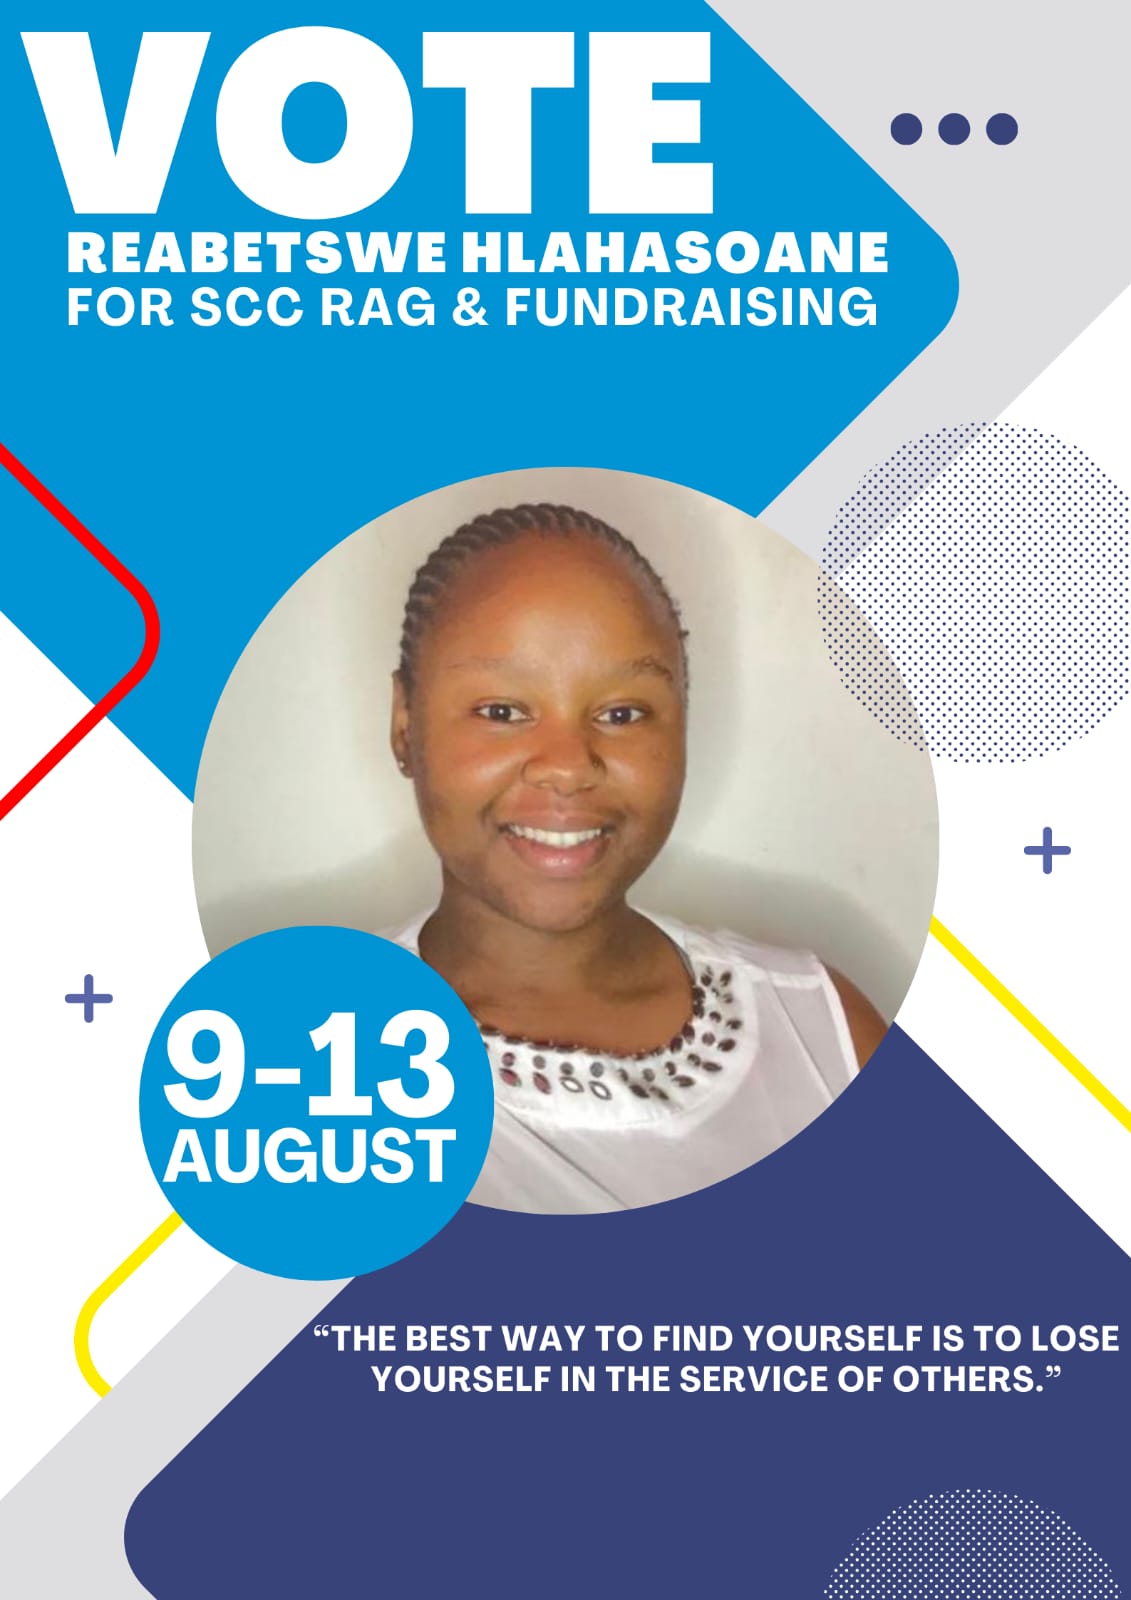 VOTE
REABETSWE HLAHASOANE
FOR SCC RAG & FUNDRAISING
9-13
AUGUST
“THE BEST WAY TO FIND YOURSELF IS TO LOSE
YOURSELF IN THE SERVICE OF OTHERS.”